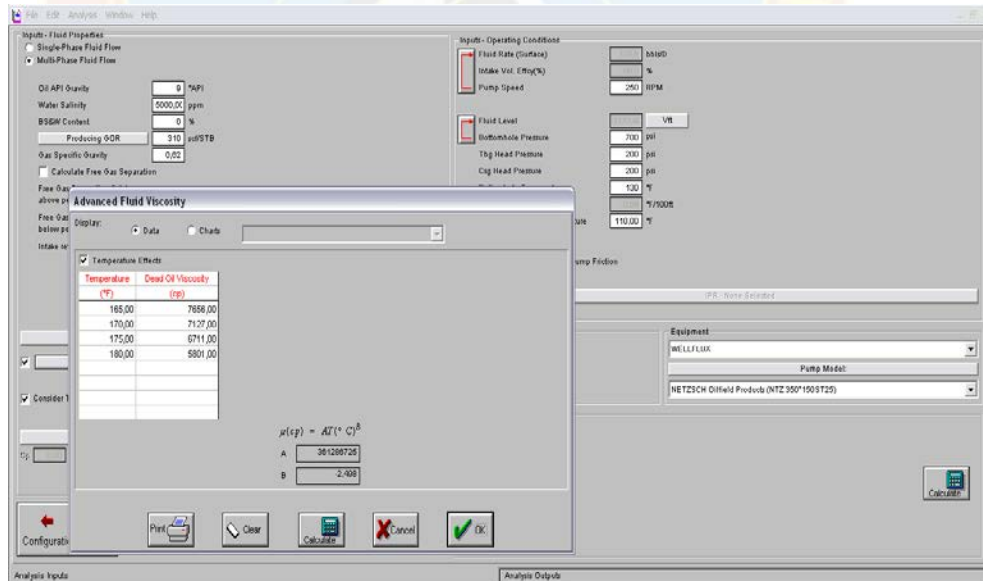 File Edit Analysis Window Help
Inputs - Fluid Properties
Single-Phase Fluid Flow
Multi-Phase Fluid Flow
Oil API Gravity 9 °API
Water Salinity 5000,00 ppm
BS&W Content 0 %
Producing GOR 310 scf/STB
Gas Specific Gravity 0,62
Calculate Free Gas Separation
Free Gas
above pe
Free Gas
below pe
Intake
Consider T
Cp
Configurati
Inputs - Operating Conditions
Fluid Rate (Surface) bbls/D
Intake Vol. Effcy(%) %
Pump Speed 250 RPM
Fluid Level Vft
Bottomhole Pressure 700 psi
Tbg Head Pressure 200 psi
Csg Head Pressure 200 psi
130 °F
°F/100ft
110,00 °F
ump Friction
IPR - None Selected
Equipment
WELLFLUX
Pump Model:
NETZSCH Oilfield Products (NTZ 350*150ST25)
Calculate
Advanced Fluid Viscosity
Display: Data Charts
Temperature Effects
Temperature Dead Oil Viscosity
(°F) (cp)
165,00 7656,00
170,00 7127,00
175,00 6711,00
180,00 5801,00
μ(cp) = AT(° C)^B
A 361286726
B -2,498
Print Clear Calculate Cancel OK
Analysis Inputs Analysis Outputs